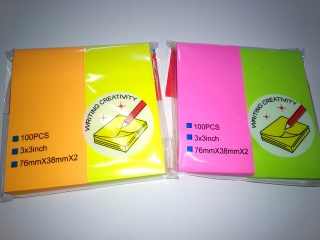 WRITING CREATIVITY
100PCS
3x3inch
76mmX38mmX2
WRITING CREATIVITY
100PCS
3x3inch
76mmX38mmX2